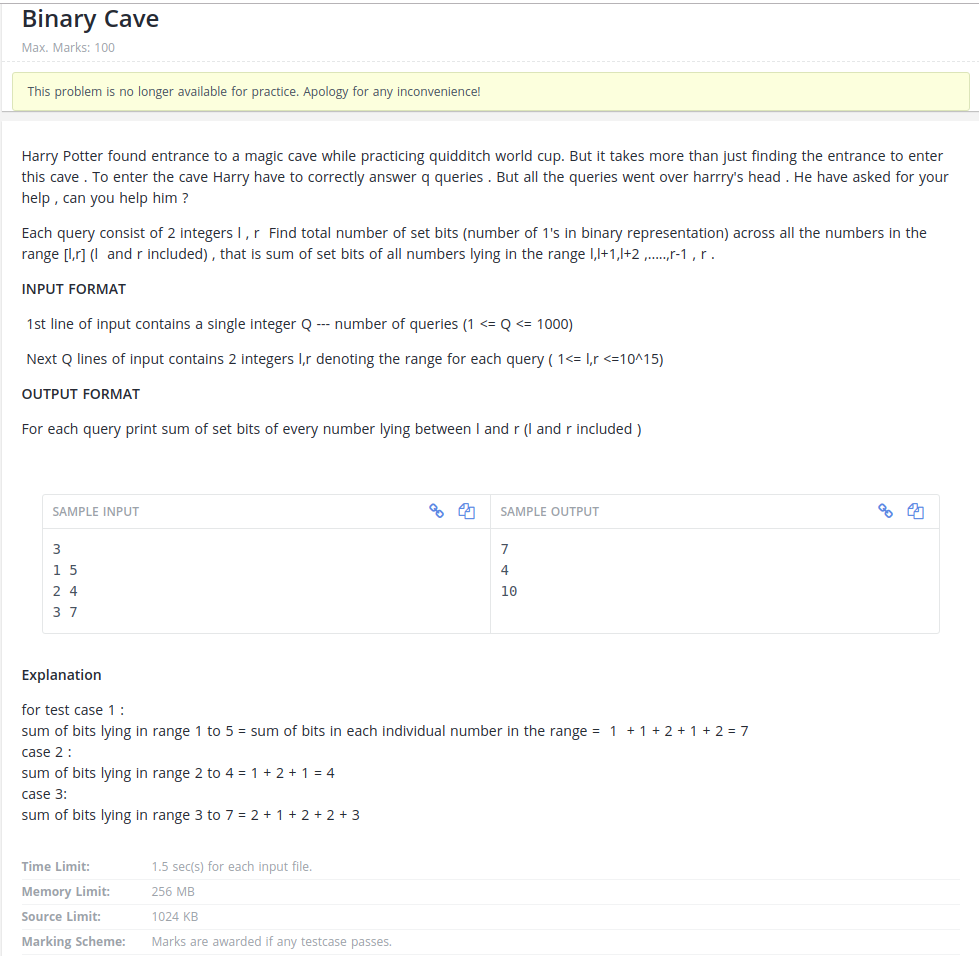 Binary Cave
Max. Marks: 100
This problem is no longer available for practice. Apology for any inconvenience!
Harry Potter found entrance to a magic cave while practicing quidditch world cup. But it takes more than just finding the entrance to enter
this cave . To enter the cave Harry have to correctly answer q queries . But all the queries went over harrry's head . He have asked for your
help , can you help him ?
Each query consist of 2 integers l , r  Find total number of set bits (number of 1's in binary representation) across all the numbers in the
range [l,r] (l  and r included) , that is sum of set bits of all numbers lying in the range l,l+1,l+2 ,.....,r-1 , r .
INPUT FORMAT
1st line of input contains a single integer Q --- number of queries (1 <= Q <= 1000)
Next Q lines of input contains 2 integers l,r denoting the range for each query ( 1<= l,r <=10^15)
OUTPUT FORMAT
For each query print sum of set bits of every number lying between l and r (l and r included )
SAMPLE INPUT
3
1 5
2 4
3 7
SAMPLE OUTPUT
7
4
10
Explanation
for test case 1 :
sum of bits lying in range 1 to 5 = sum of bits in each individual number in the range =  1  + 1 + 2 + 1 + 2 = 7
case 2 :
sum of bits lying in range 2 to 4 = 1 + 2 + 1 = 4
case 3:
sum of bits lying in range 3 to 7 = 2 + 1 + 2 + 2 + 3
Time Limit: 1.5 sec(s) for each input file.
Memory Limit: 256 MB
Source Limit: 1024 KB
Marking Scheme: Marks are awarded if any testcase passes.